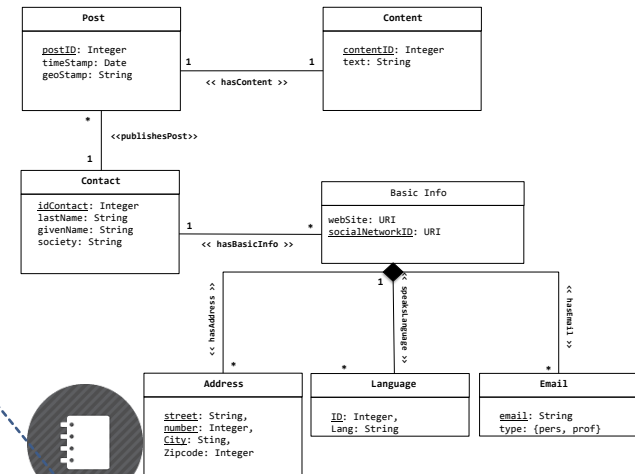 Post
postID: Integer
timeStamp: Date
geoStamp: String
Content
contentID: Integer
text: String
1
1
<< hasContent >>
*
<<publishesPost>>
1
Contact
idContact: Integer
lastName: String
givenName: String
society: String
1
*
<< hasBasicInfo >>
Basic Info
webSite: URI
socialNetworkID: URI
1
<< hasAddress >>
<< speaksLanguage >>
<< hasEmail >>
*
*
*
Address
street: String,
number: Integer,
City: Sting,
Zipcode: Integer
Language
ID: Integer,
Lang: String
Email
email: String
type: {pers, prof}